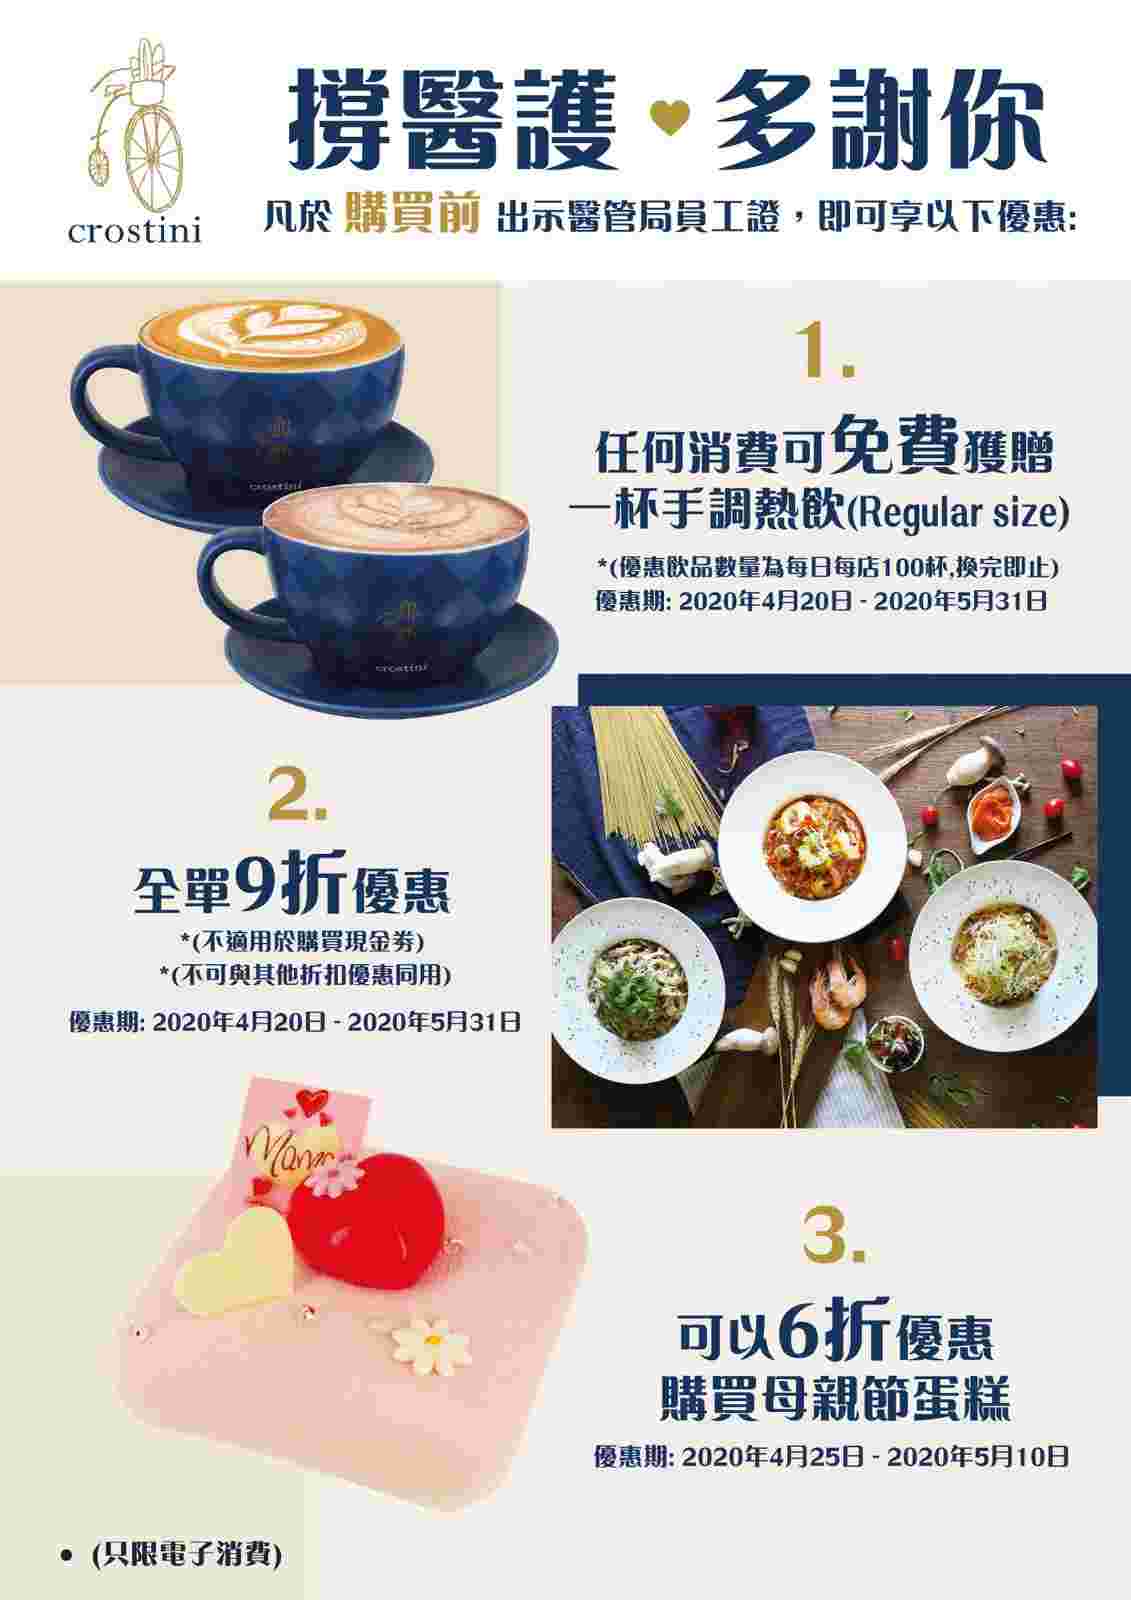 撐醫護♥多謝你
凡於 購買前 出示醫管局員工證，即可享以下優惠:
crostini
1.
任何消費可免費獲贈
一杯手調熱飲(Regular size)
*(優惠飲品數量為每日每店100杯,換完即止)
優惠期: 2020年4月20日 - 2020年5月31日
crostini
crostini
2.
全單9折優惠
*(不適用於購買現金券)
*(不可與其他折扣優惠同用)
優惠期: 2020年4月20日 - 2020年5月31日
Mama
3.
可以6折優惠
購買母親節蛋糕
優惠期: 2020年4月25日 - 2020年5月10日
• (只限電子消費)